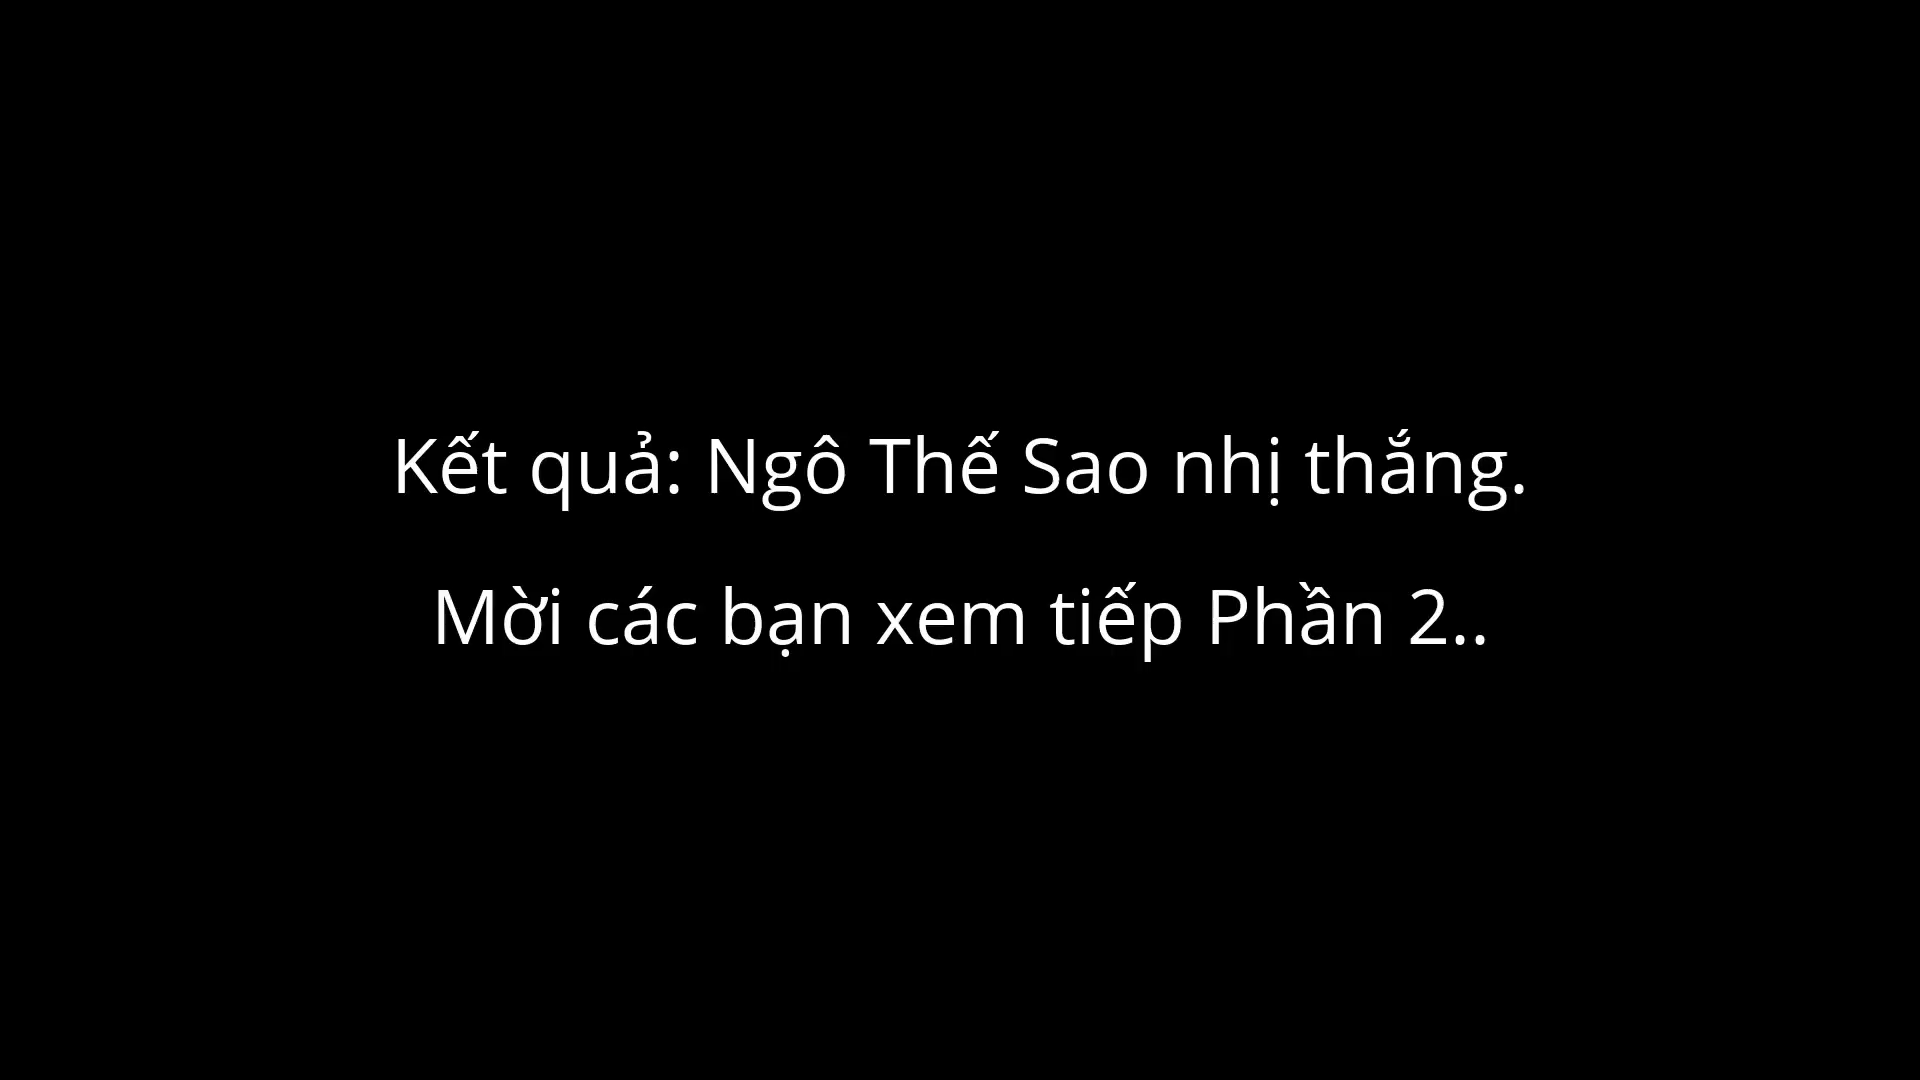 Kết quả: Ngô Thế Sao nhị thắng.
Mời các bạn xem tiếp Phần 2..